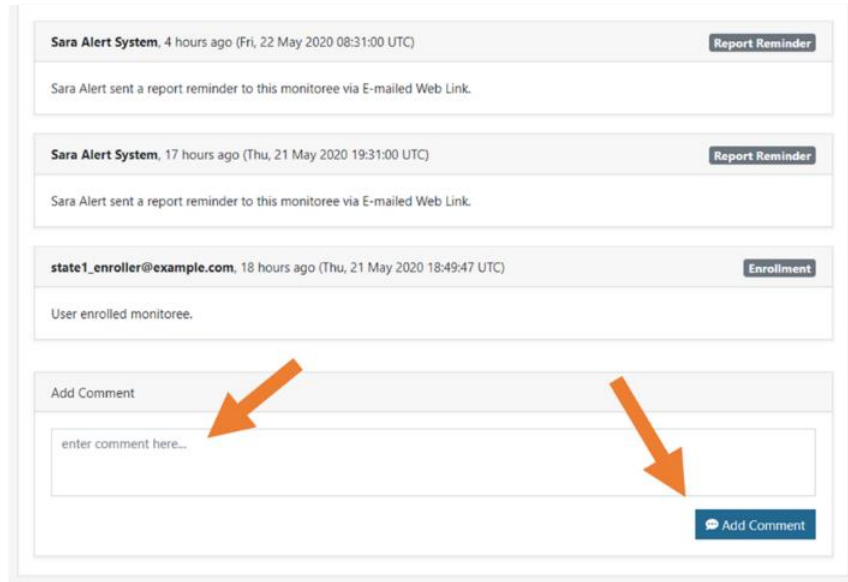 Sara Alert System, 4 hours ago (Fri, 22 May 2020 08:31:00 UTC) Report Reminder
Sara Alert sent a report reminder to this monitoree via E-mailed Web Link.
Sara Alert System, 17 hours ago (Thu, 21 May 2020 19:31:00 UTC) Report Reminder
Sara Alert sent a report reminder to this monitoree via E-mailed Web Link.
state1_enroller@example.com, 18 hours ago (Thu, 21 May 2020 18:49:47 UTC) Enrollment
User enrolled monitoree.
Add Comment
enter comment here...
Add Comment